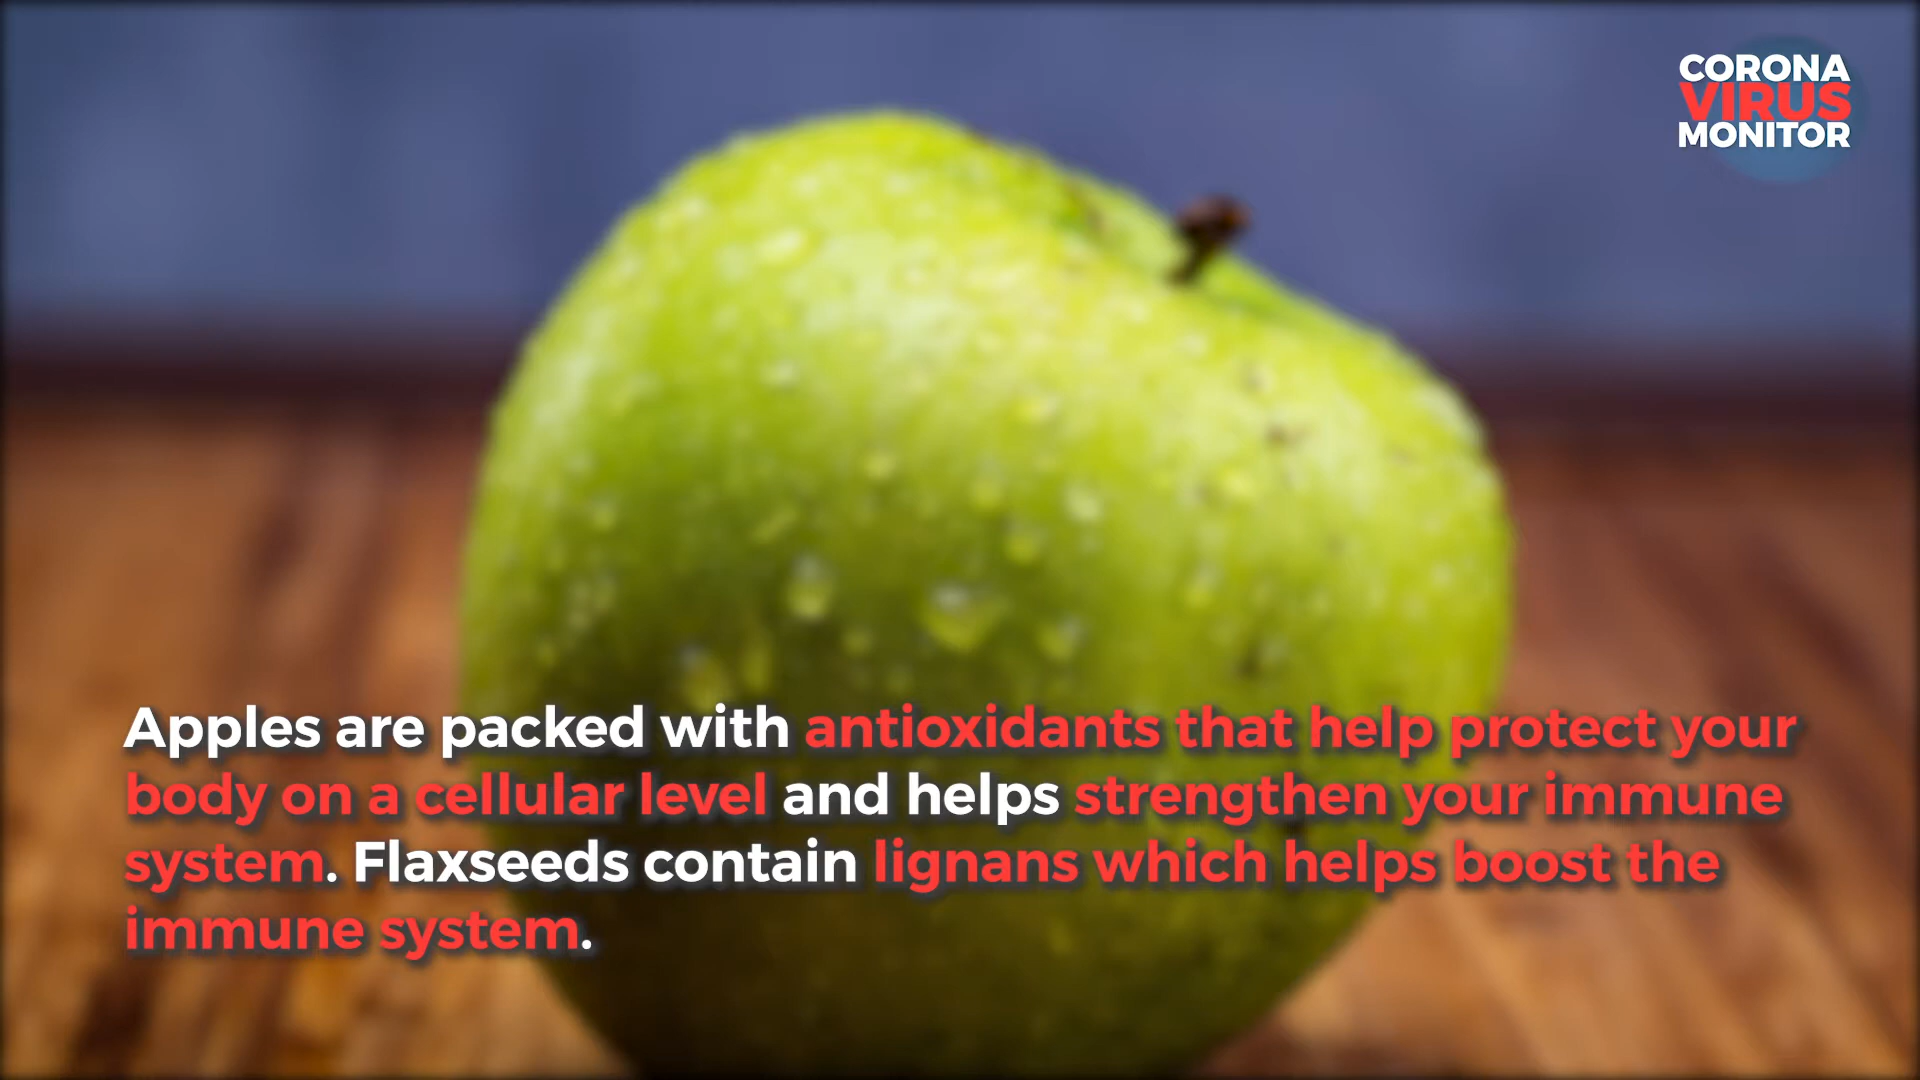 CORONA
VIRUS
MONITOR
Apples are packed with antioxidants that help protect your
body on a cellular level and helps strengthen your immune
system. Flaxseeds contain lignans which helps boost the
immune system.